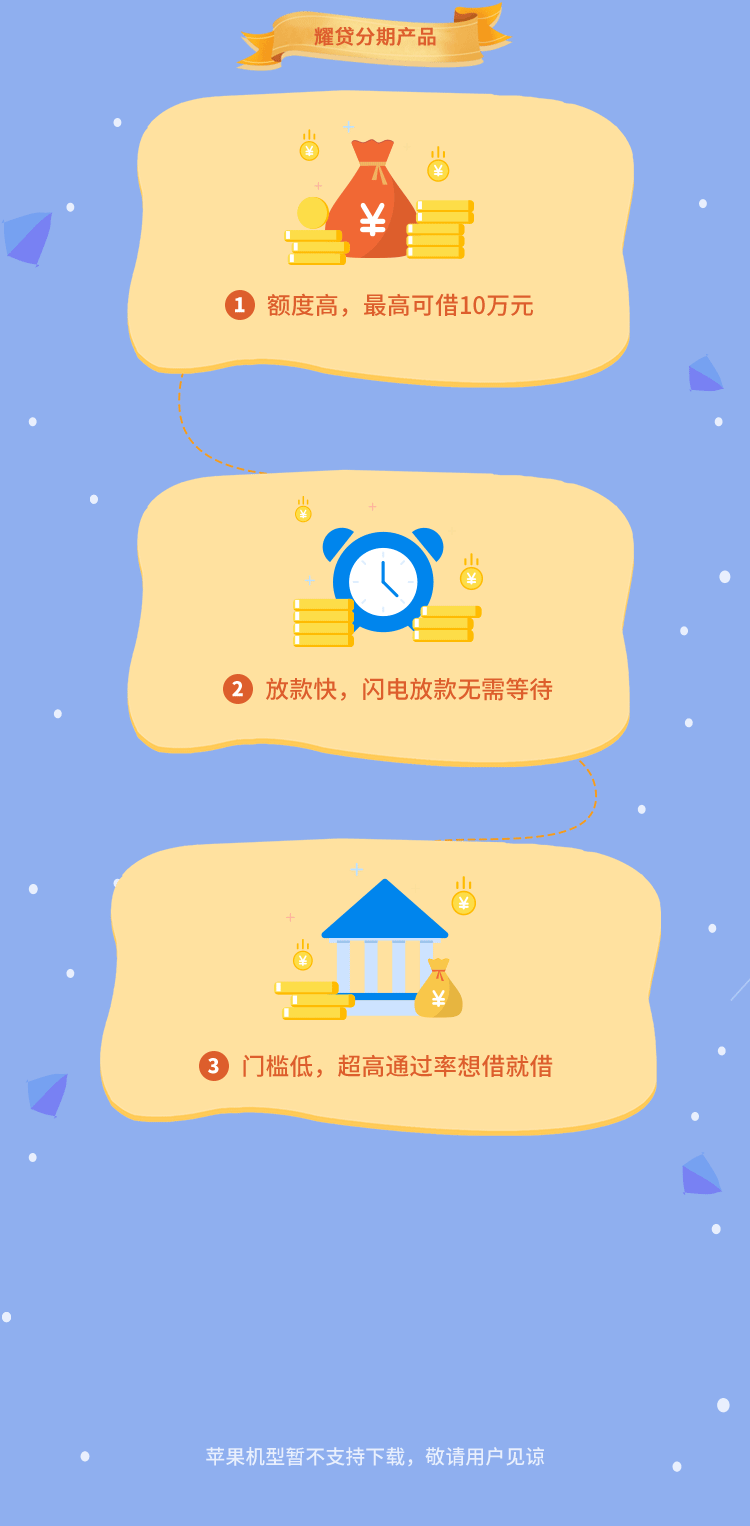 耀贷分期产品
1 额度高，最高可借10万元
2 放款快，闪电放款无需等待
3 门槛低，超高通过率想借就借
苹果机型暂不支持下载，敬请用户见谅